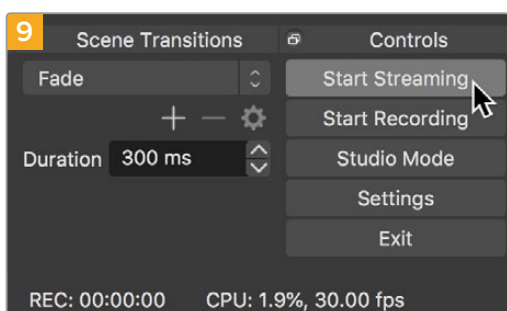 9
Scene Transitions
Controls
Fade
Start Streaming
Start Recording
Duration 300 ms
Studio Mode
Settings
Exit
REC: 00:00:00 CPU: 1.9%, 30.00 fps